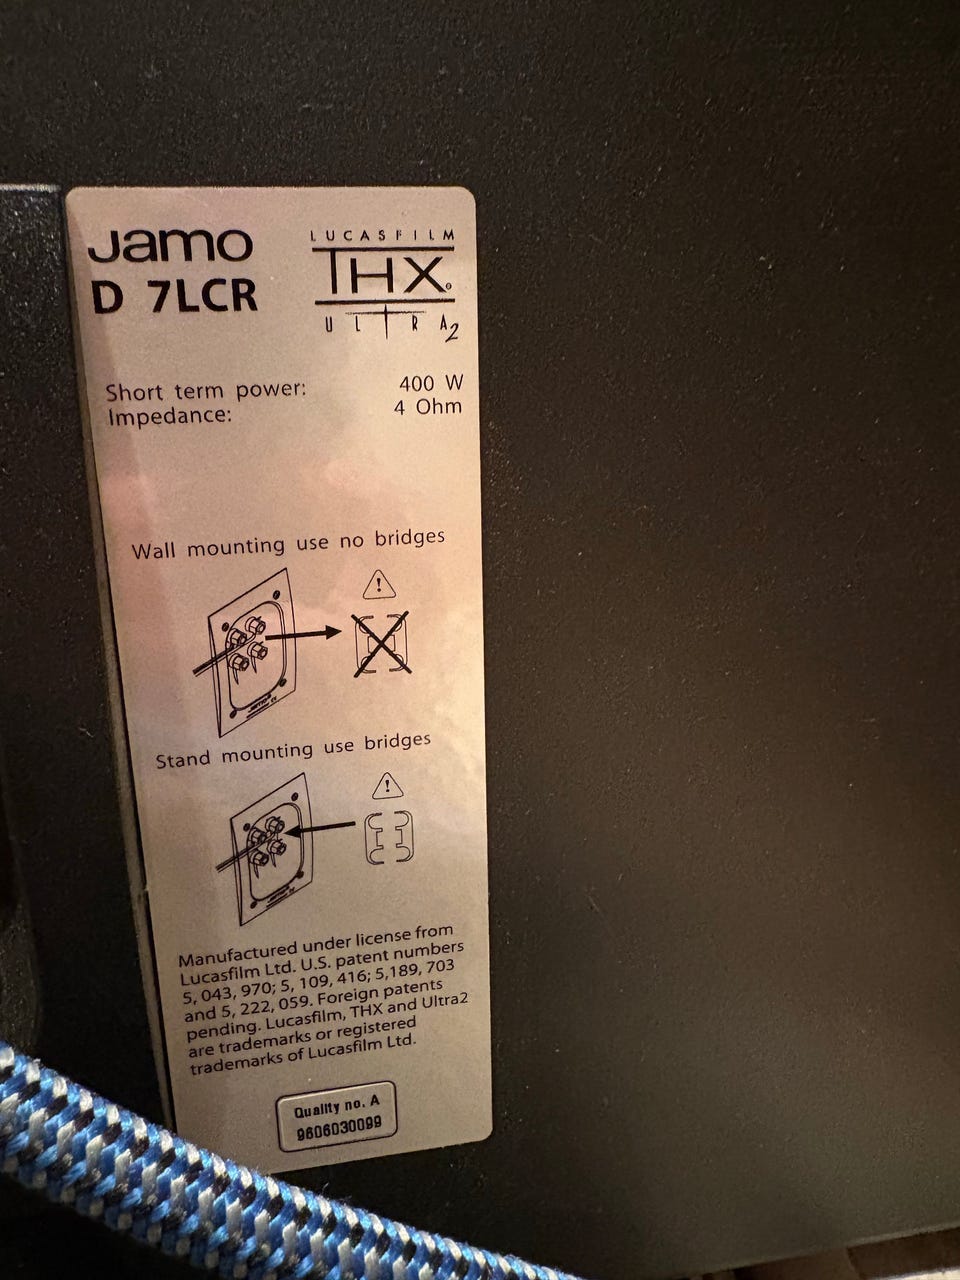 Jamo
D 7LCR
LUCASFILM
THX
ULTRA2
Short term power: 400 W
Impedance: 4 Ohm
Wall mounting use no bridges
Stand mounting use bridges
Manufactured under license from
Lucasfilm Ltd. U.S. patent numbers
5, 043, 970; 5, 109, 416; 5,189, 703
and 5, 222, 059. Foreign patents
pending. Lucasfilm, THX and Ultra2
are trademarks or registered
trademarks of Lucasfilm Ltd.
Quality no. A
9606030099